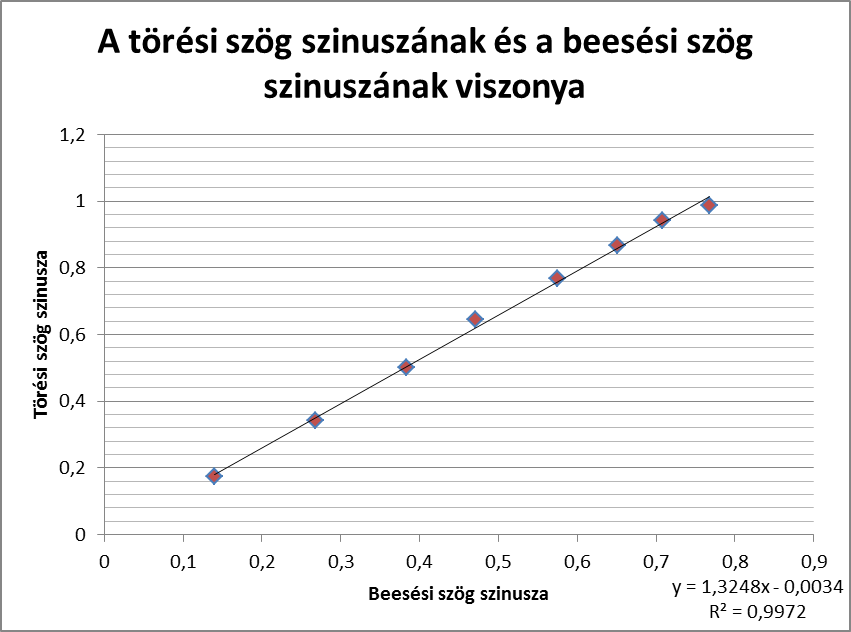 A törési szög szinuszának és a beesési szög
szinuszának viszonya
1,2
1
0,8
0,6
0,4
0,2
0
Törési szög szinusza
0
0,1
0,2
0,3
0,4
0,5
0,6
0,7
0,8
0,9
Beesési szög szinusza
y = 1,3248x - 0,0034
R² = 0,9972